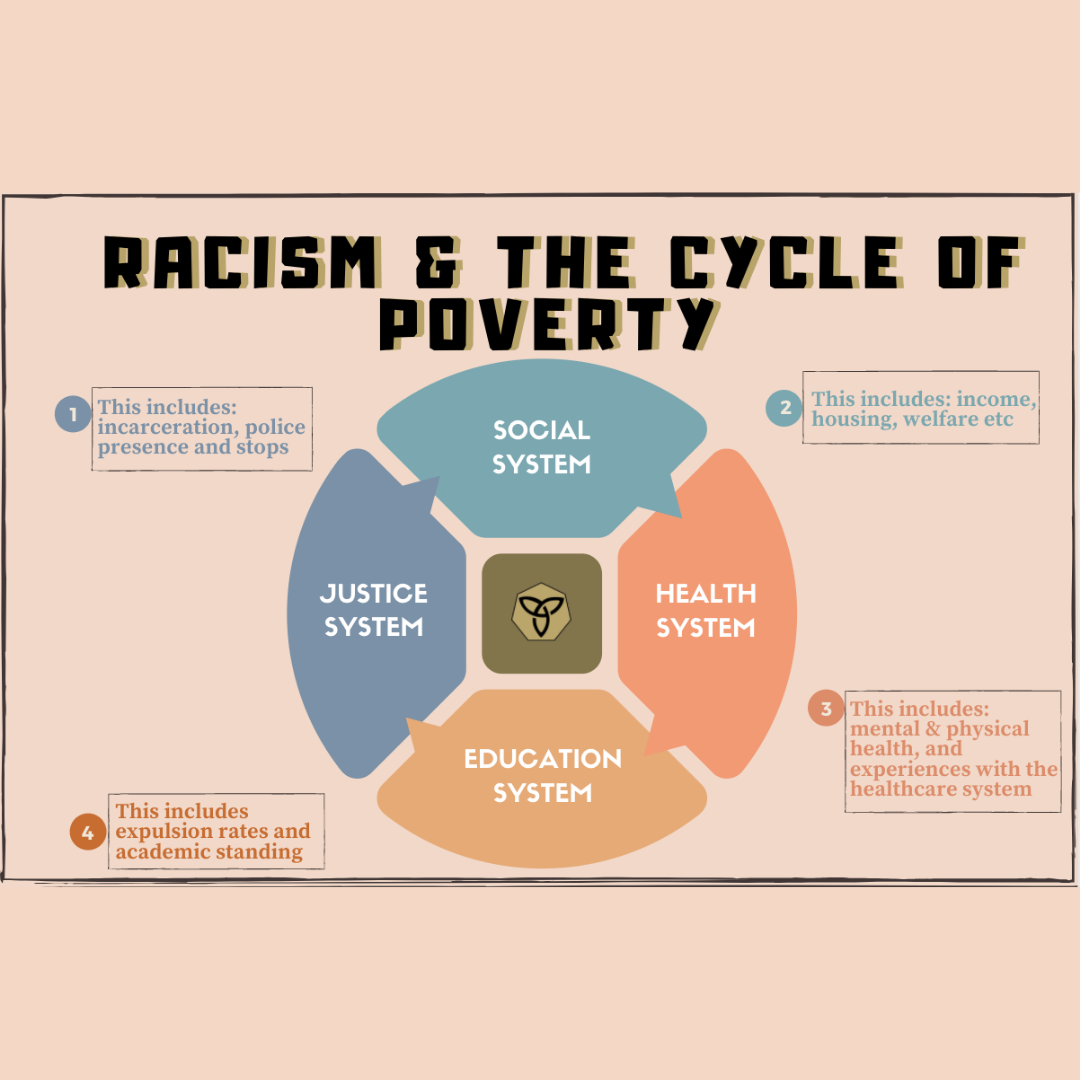 RACISM & THE CYCLE OF
POVERTY
1
This includes:
incarceration, police
presence and stops
2
This includes: income,
housing, welfare etc
SOCIAL
SYSTEM
JUSTICE
SYSTEM
HEALTH
SYSTEM
EDUCATION
SYSTEM
3
This includes:
mental & physical
health, and
experiences with the
healthcare system
4
This includes
expulsion rates and
academic standing